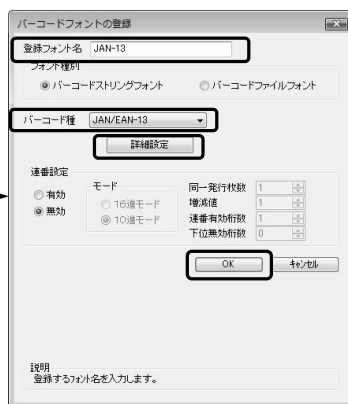 バーコードフォントの登録
登録フォント名 JAN-13
フォント種別
バーコードストリングフォント バーコードファイルフォント
バーコード種 JAN/EAN-13
詳細設定
連番設定
有効
無効
モード
16進モード
10進モード
同一発行枚数 1
増減値 1
連番有効桁数 1
下位無効桁数 0
OK キャンセル
説明
登録するフォント名を入力します。